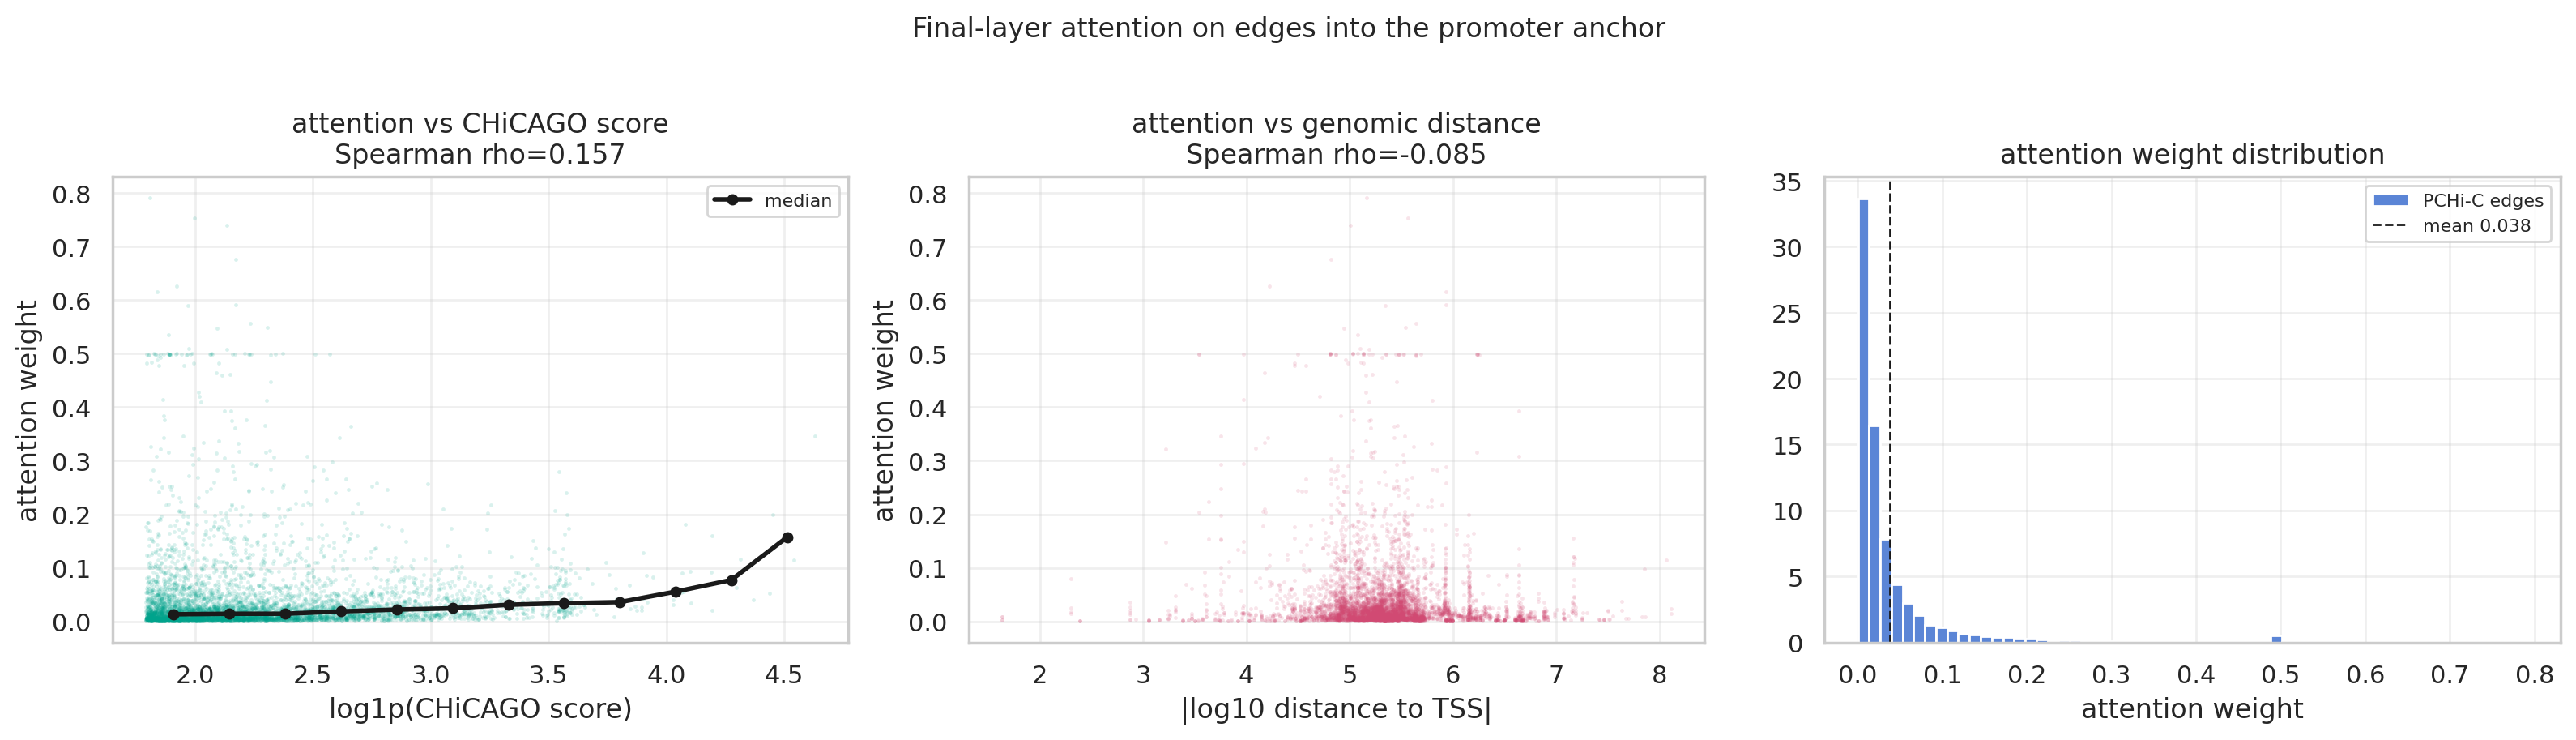 Final-layer attention on edges into the promoter anchor
attention vs CHiCAGO score
Spearman rho=0.157
median
attention weight
0.8
0.7
0.6
0.5
0.4
0.3
0.2
0.1
0.0
2.0 2.5 3.0 3.5 4.0 4.5
log1p(CHiCAGO score)
attention vs genomic distance
Spearman rho=-0.085
attention weight
0.8
0.7
0.6
0.5
0.4
0.3
0.2
0.1
0.0
2 3 4 5 6 7 8
|log10 distance to TSS|
attention weight distribution
PCHi-C edges
mean 0.038
35
30
25
20
15
10
5
0
0.0 0.1 0.2 0.3 0.4 0.5 0.6 0.7 0.8
attention weight